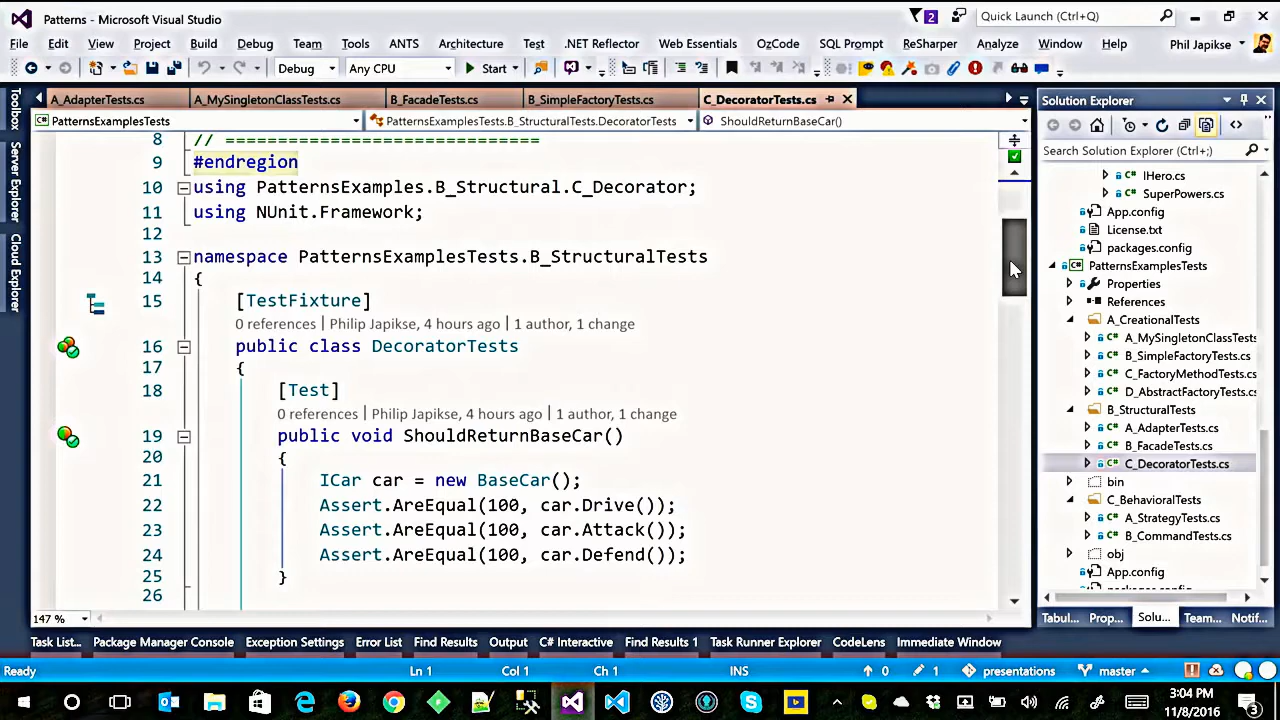 Patterns - Microsoft Visual Studio
2
Quick Launch (Ctrl+Q)
File Edit View Project Build Debug Team Tools ANTS Architecture Test .NET Reflector Web Essentials OzCode SQL Prompt ReSharper Analyze Window Help Phil Japikse
Debug Any CPU Start
A_AdapterTests.cs A_MySingletonClassTests.cs B_FacadeTests.cs B_SimpleFactoryTests.cs C_DecoratorTests.cs
PatternsExamplesTests PatternsExamplesTests.B_StructuralTests.DecoratorTests ShouldReturnBaseCar()
Toolbox
Server Explorer
Cloud Explorer
8 // ==============================
9 #endregion
10 using PatternsExamples.B_Structural.C_Decorator;
11 using NUnit.Framework;
12
13 namespace PatternsExamplesTests.B_StructuralTests
14 {
15 [TestFixture]
0 references | Philip Japikse, 4 hours ago | 1 author, 1 change
16 public class DecoratorTests
17 {
18 [Test]
0 references | Philip Japikse, 4 hours ago | 1 author, 1 change
19 public void ShouldReturnBaseCar()
20 {
21 ICar car = new BaseCar();
22 Assert.AreEqual(100, car.Drive());
23 Assert.AreEqual(100, car.Attack());
24 Assert.AreEqual(100, car.Defend());
25 }
26
147 %
Solution Explorer
Search Solution Explorer (Ctrl+;)
C# IHero.cs
C# SuperPowers.cs
App.config
License.txt
packages.config
C# PatternsExamplesTests
Properties
References
A_CreationalTests
C# A_MySingletonClassTests
C# B_SimpleFactoryTests.cs
C# C_FactoryMethodTests.cs
C# D_AbstractFactoryTests.cs
B_StructuralTests
C# A_AdapterTests.cs
C# B_FacadeTests.cs
C# C_DecoratorTests.cs
bin
C_BehavioralTests
C# A_StrategyTests.cs
C# B_CommandTests.cs
obj
App.config
packages.config
Tabul... Prop... Solu... Team... Notif...
Task List... Package Manager Console Exception Settings Error List Find Results Output C# Interactive Find Results 1 Task Runner Explorer CodeLens Immediate Window
Ready Ln 1 Col 1 Ch 1 INS 0 1 presentations master
3:04 PM
11/8/2016
3